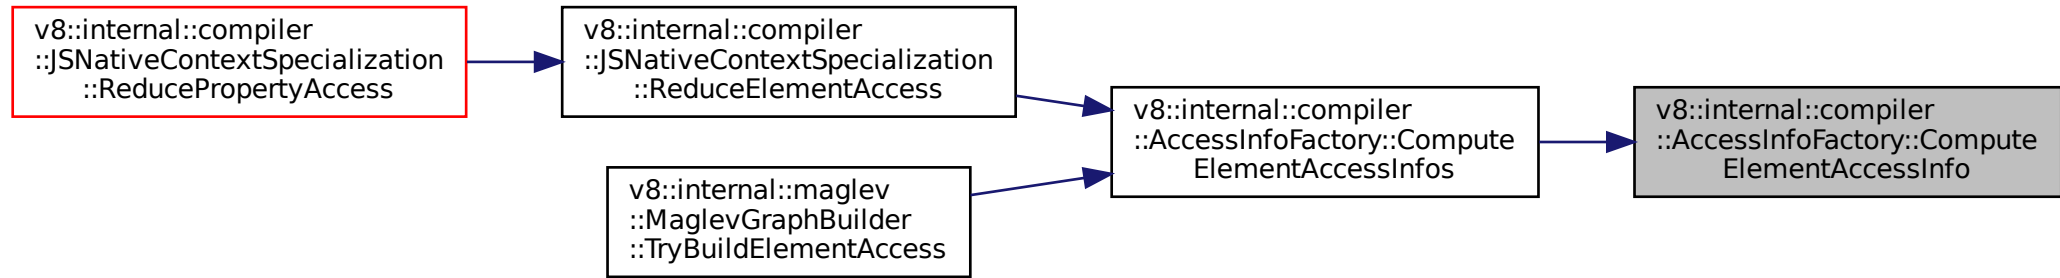 v8::internal::compiler
::JSNativeContextSpecialization
::ReducePropertyAccess
v8::internal::compiler
::JSNativeContextSpecialization
::ReduceElementAccess
v8::internal::maglev
::MaglevGraphBuilder
::TryBuildElementAccess
v8::internal::compiler
::AccessInfoFactory::Compute
ElementAccessInfos
v8::internal::compiler
::AccessInfoFactory::Compute
ElementAccessInfo